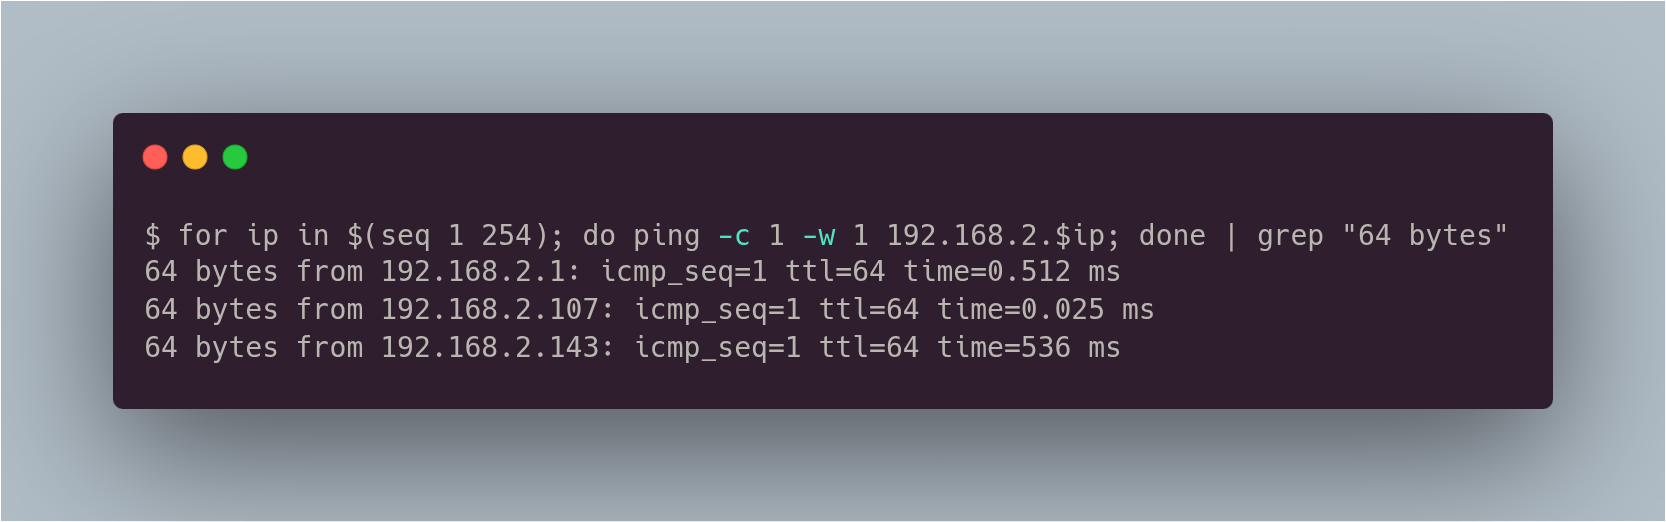 $ for ip in $(seq 1 254); do ping -c 1 -w 1 192.168.2.$ip; done | grep "64 bytes"
64 bytes from 192.168.2.1: icmp_seq=1 ttl=64 time=0.512 ms
64 bytes from 192.168.2.107: icmp_seq=1 ttl=64 time=0.025 ms
64 bytes from 192.168.2.143: icmp_seq=1 ttl=64 time=536 ms